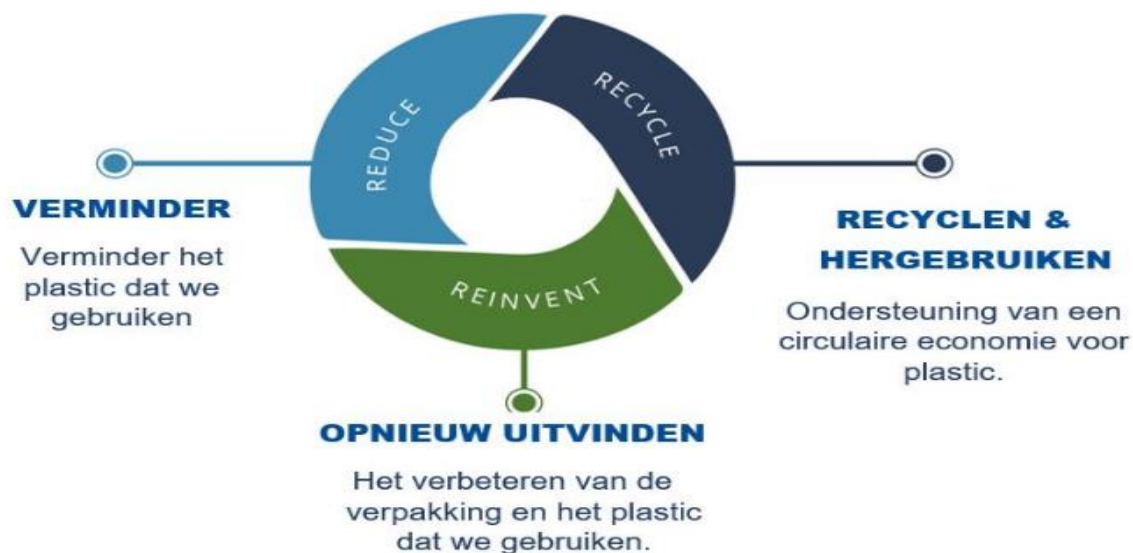 REDUCE
RECYCLE
REINVENT
VERMINDER
Verminder het
plastic dat we
gebruiken
RECYCLEN &
HERGEBRUIKEN
Ondersteuning van een
circulaire economie voor
plastic.
OPNIEUW UITVINDEN
Het verbeteren van de
verpakking en het plastic
dat we gebruiken.